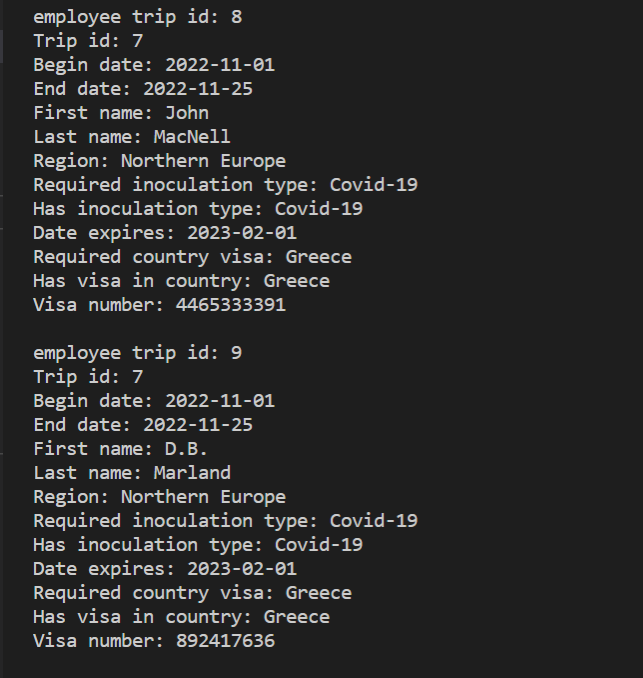 employee trip id: 8
Trip id: 7
Begin date: 2022-11-01
End date: 2022-11-25
First name: John
Last name: MacNell
Region: Northern Europe
Required inoculation type: Covid-19
Has inoculation type: Covid-19
Date expires: 2023-02-01
Required country visa: Greece
Has visa in country: Greece
Visa number: 4465333391

employee trip id: 9
Trip id: 7
Begin date: 2022-11-01
End date: 2022-11-25
First name: D.B.
Last name: Marland
Region: Northern Europe
Required inoculation type: Covid-19
Has inoculation type: Covid-19
Date expires: 2023-02-01
Required country visa: Greece
Has visa in country: Greece
Visa number: 892417636